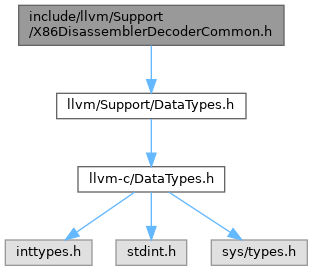 include/llvm/Support
/X86DisassemblerDecoderCommon.h
llvm/Support/DataTypes.h
llvm-c/DataTypes.h
inttypes.h
stdint.h
sys/types.h